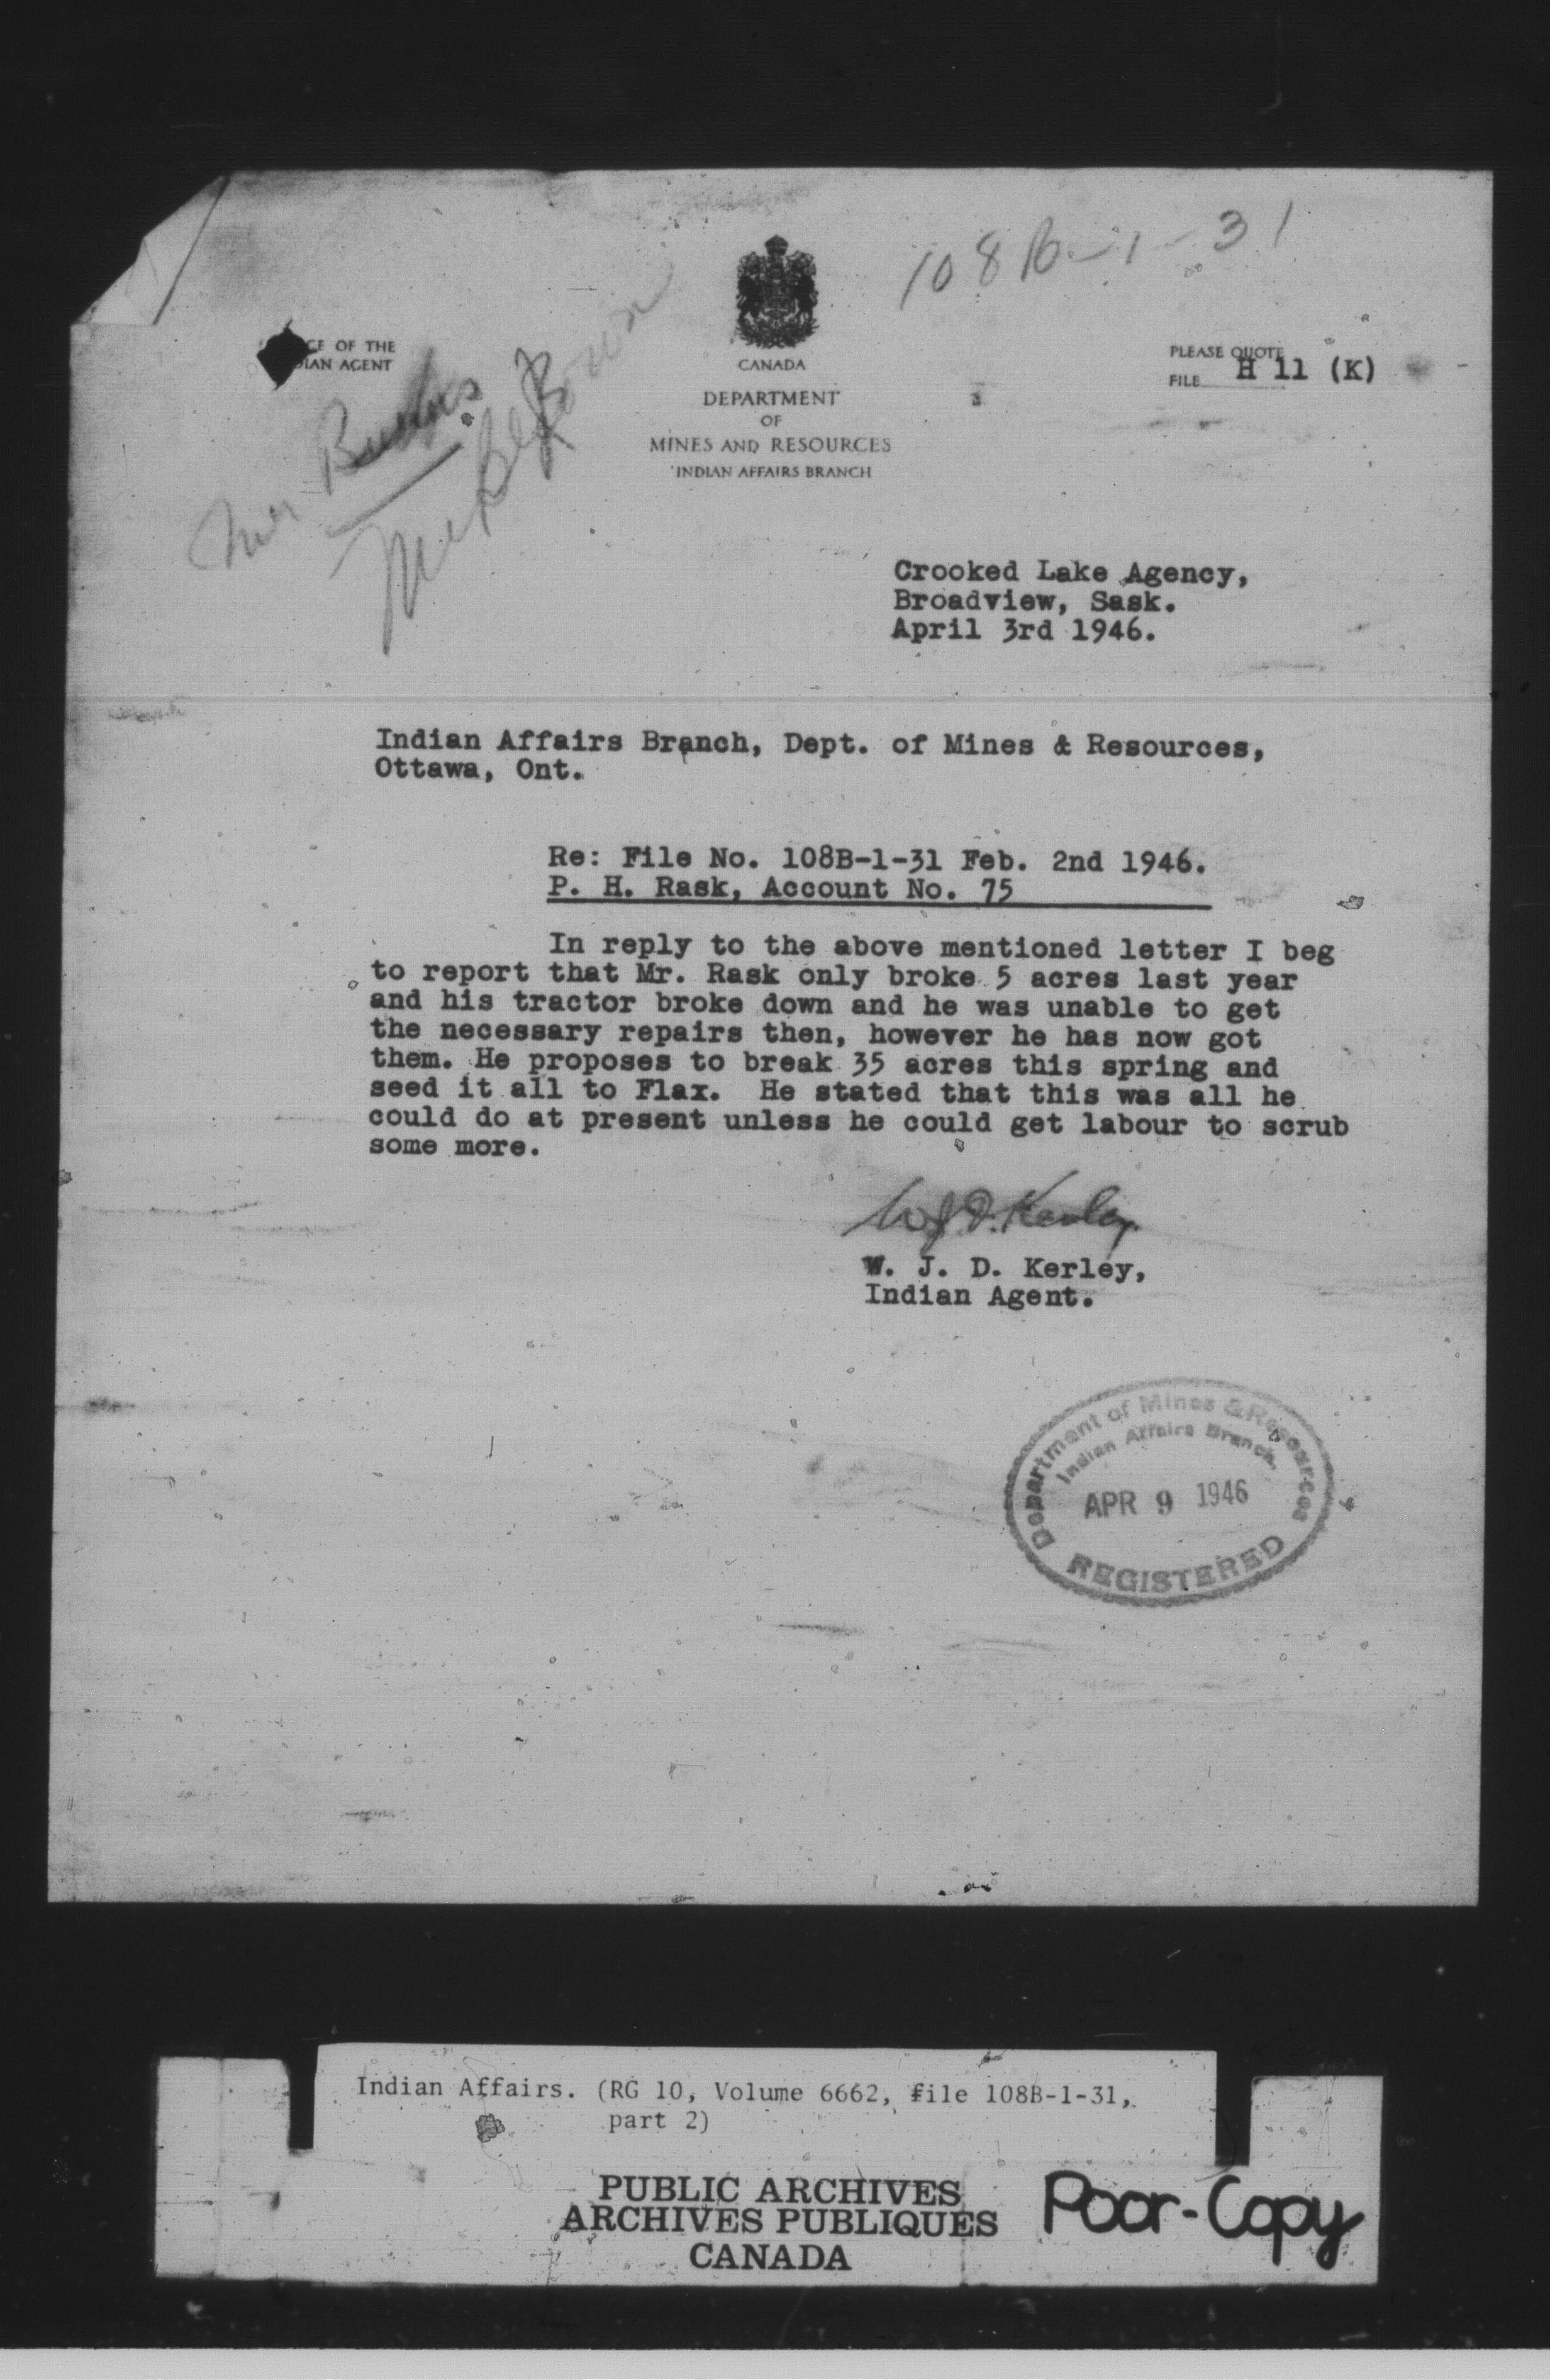 108B-1-31
CE OF THE
DIAN AGENT
CANADA
DEPARTMENT
OF
MINES AND RESOURCES
INDIAN AFFAIRS BRANCH
PLEASE QUOTE
FILE H 11 (K)
Crooked Lake Agency,
Broadview, Sask.
April 3rd 1946.
Indian Affairs Branch, Dept. of Mines & Resources,
Ottawa, Ont.
Re: File No. 108B-1-31 Feb. 2nd 1946.
P. H. Rask, Account No. 75
In reply to the above mentioned letter I beg
to report that Mr. Rask only broke 5 acres last year
and his tractor broke down and he was unable to get
the necessary repairs then, however he has now got
them. He proposes to break 35 acres this spring and
seed it all to Flax. He stated that this was all he
could do at present unless he could get labour to scrub
some more.
W.J.D. Kerley
W. J. D. Kerley,
Indian Agent.
Department of Mines & Resources
Indian Affairs Branch.
APR 9 1946
REGISTERED
Indian Affairs. (RG 10, Volume 6662, file 108B-1-31,
part 2)
PUBLIC ARCHIVES
ARCHIVES PUBLIQUES
CANADA
Poor-Copy